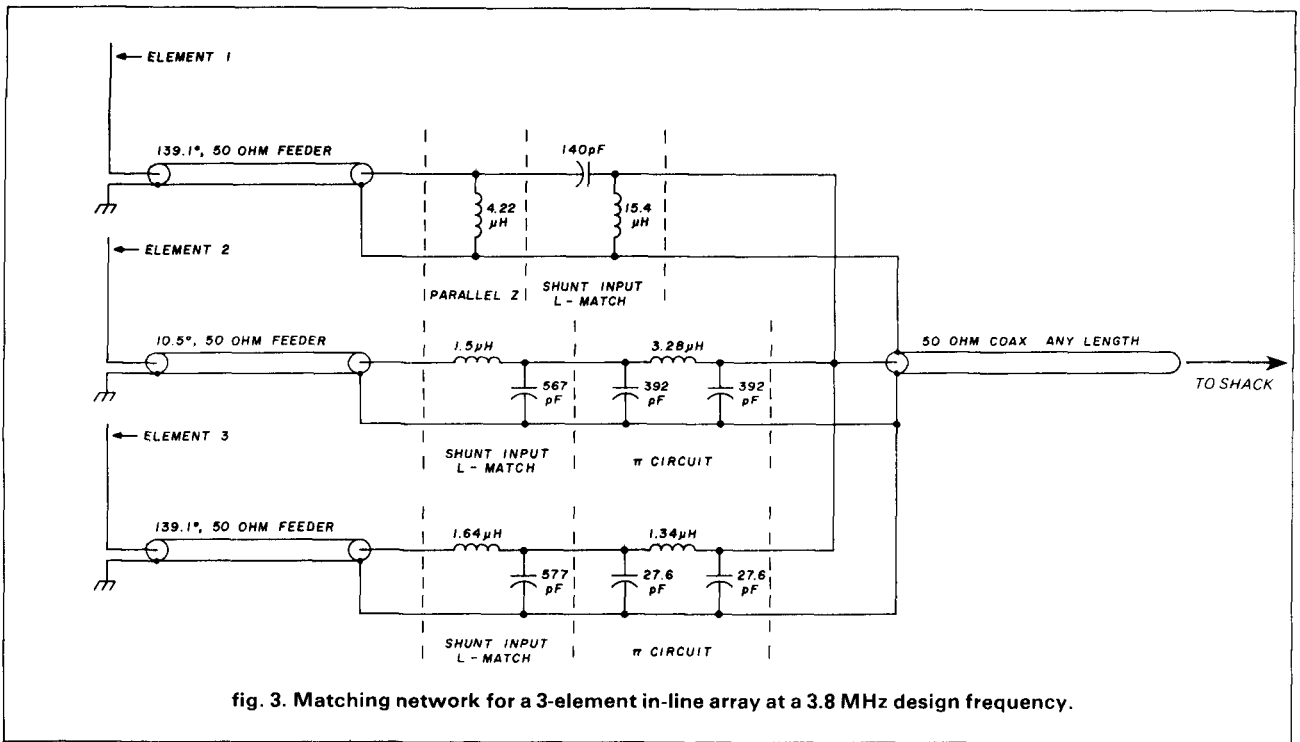 ELEMENT 1
139.1°, 50 OHM FEEDER
140pF
4.22
µH
15.4
µH
PARALLEL Z
SHUNT INPUT
L - MATCH
ELEMENT 2
10.5°, 50 OHM FEEDER
1.5µH
3.28µH
567
pF
392
pF
392
pF
50 OHM COAX ANY LENGTH
TO SHACK
SHUNT INPUT
L - MATCH
π CIRCUIT
ELEMENT 3
139.1°, 50 OHM FEEDER
1.64µH
1.34µH
577
pF
27.6
pF
27.6
pF
SHUNT INPUT
L - MATCH
π CIRCUIT
fig. 3. Matching network for a 3-element in-line array at a 3.8 MHz design frequency.